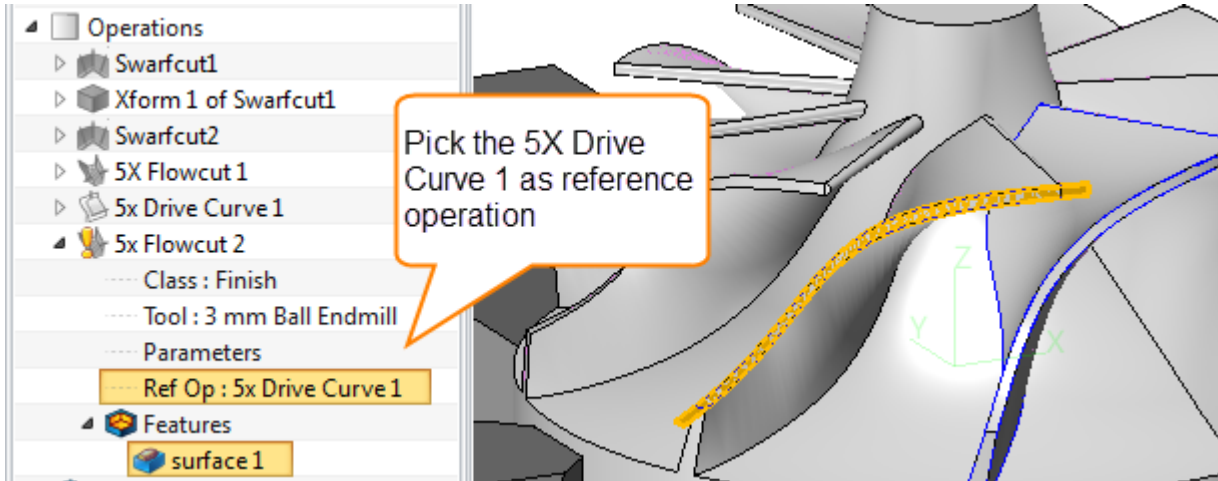 Operations
Swarfcut1
Xform 1 of Swarfcut1
Swarfcut2
5X Flowcut 1
5x Drive Curve 1
5x Flowcut 2
Class : Finish
Tool : 3 mm Ball Endmill
Parameters
Ref Op : 5x Drive Curve 1
Features
surface 1
Pick the 5X Drive
Curve 1 as reference
operation
Z
Y
X